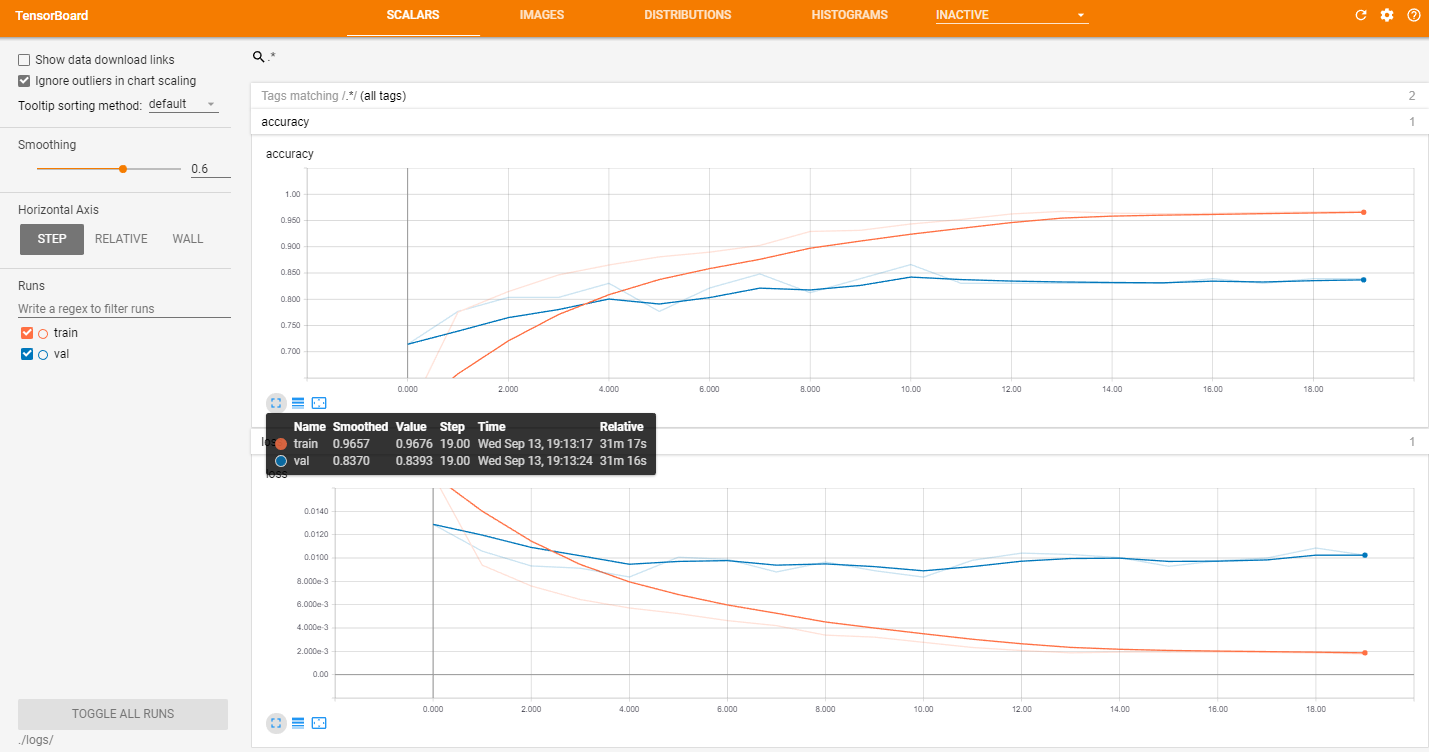 TensorBoard SCALARS IMAGES DISTRIBUTIONS HISTOGRAMS INACTIVE
Show data download links
Ignore outliers in chart scaling
Tooltip sorting method: default
Smoothing
0.6
Horizontal Axis
STEP RELATIVE WALL
Runs
Write a regex to filter runs
train
val
TOGGLE ALL RUNS
./logs/
.*
Tags matching /.*/ (all tags) 2
accuracy 1
accuracy
1.00
0.950
0.900
0.850
0.800
0.750
0.700
0.000 2.000 4.000 6.000 8.000 10.00 12.00 14.00 16.00 18.00
Name Smoothed Value Step Time Relative
train 0.9657 0.9676 19.00 Wed Sep 13, 19:13:17 31m 17s
val 0.8370 0.8393 19.00 Wed Sep 13, 19:13:24 31m 16s
1
loss
0.0140
0.0120
0.0100
8.000e-3
6.000e-3
4.000e-3
2.000e-3
0.00
0.000 2.000 4.000 6.000 8.000 10.00 12.00 14.00 16.00 18.00